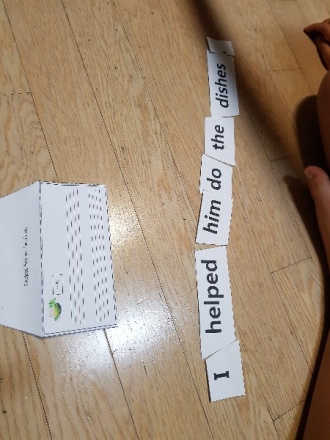 I helped him do the dishes.